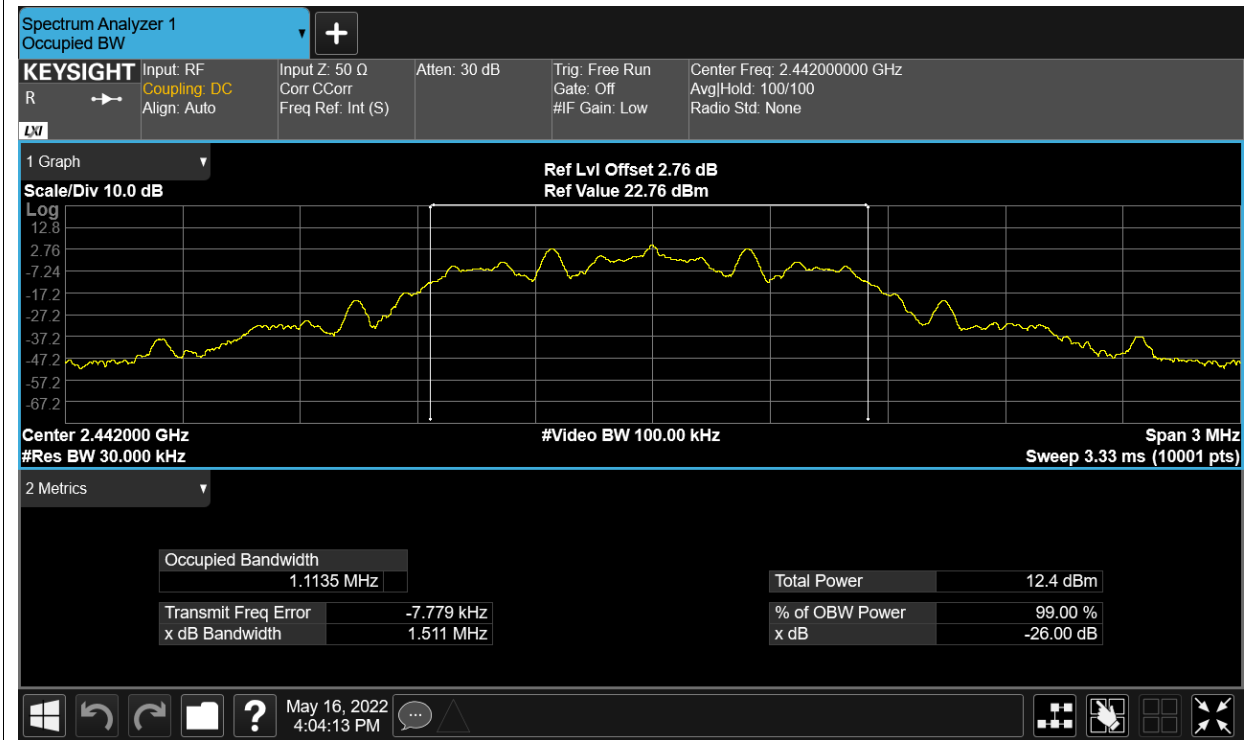 Spectrum Analyzer 1
Occupied BW
▼
+
KEYSIGHT
R
LXI
Input: RF
Coupling: DC
Align: Auto
Input Z: 50 Ω
Corr CCorr
Freq Ref: Int (S)
Atten: 30 dB
Trig: Free Run
Gate: Off
#IF Gain: Low
Center Freq: 2.442000000 GHz
Avg|Hold: 100/100
Radio Std: None
1 Graph ▼
Scale/Div 10.0 dB
Ref Lvl Offset 2.76 dB
Ref Value 22.76 dBm
Log
12.8
2.76
-7.24
-17.2
-27.2
-37.2
-47.2
-57.2
-67.2
Center 2.442000 GHz
#Res BW 30.000 kHz
#Video BW 100.00 kHz
Span 3 MHz
Sweep 3.33 ms (10001 pts)
2 Metrics ▼
Occupied Bandwidth
1.1135 MHz
Transmit Freq Error -7.779 kHz
x dB Bandwidth 1.511 MHz
Total Power 12.4 dBm
% of OBW Power 99.00 %
x dB -26.00 dB
?
May 16, 2022
4:04:13 PM